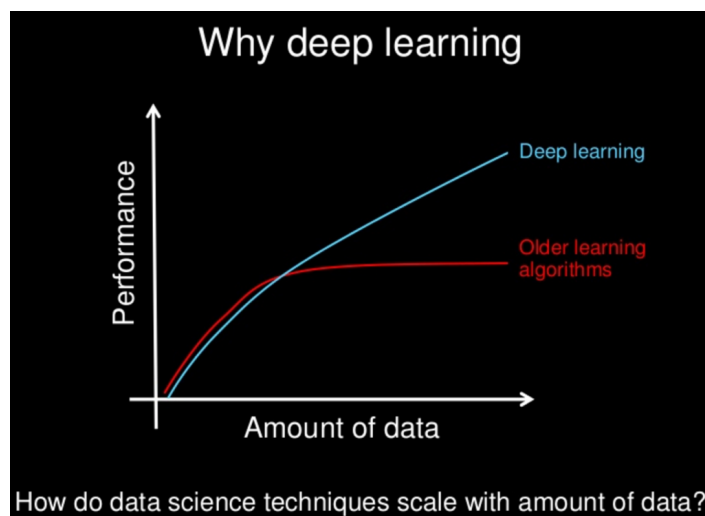 Why deep learning
Deep learning
Older learning
algorithms
Performance
Amount of data
How do data science techniques scale with amount of data?